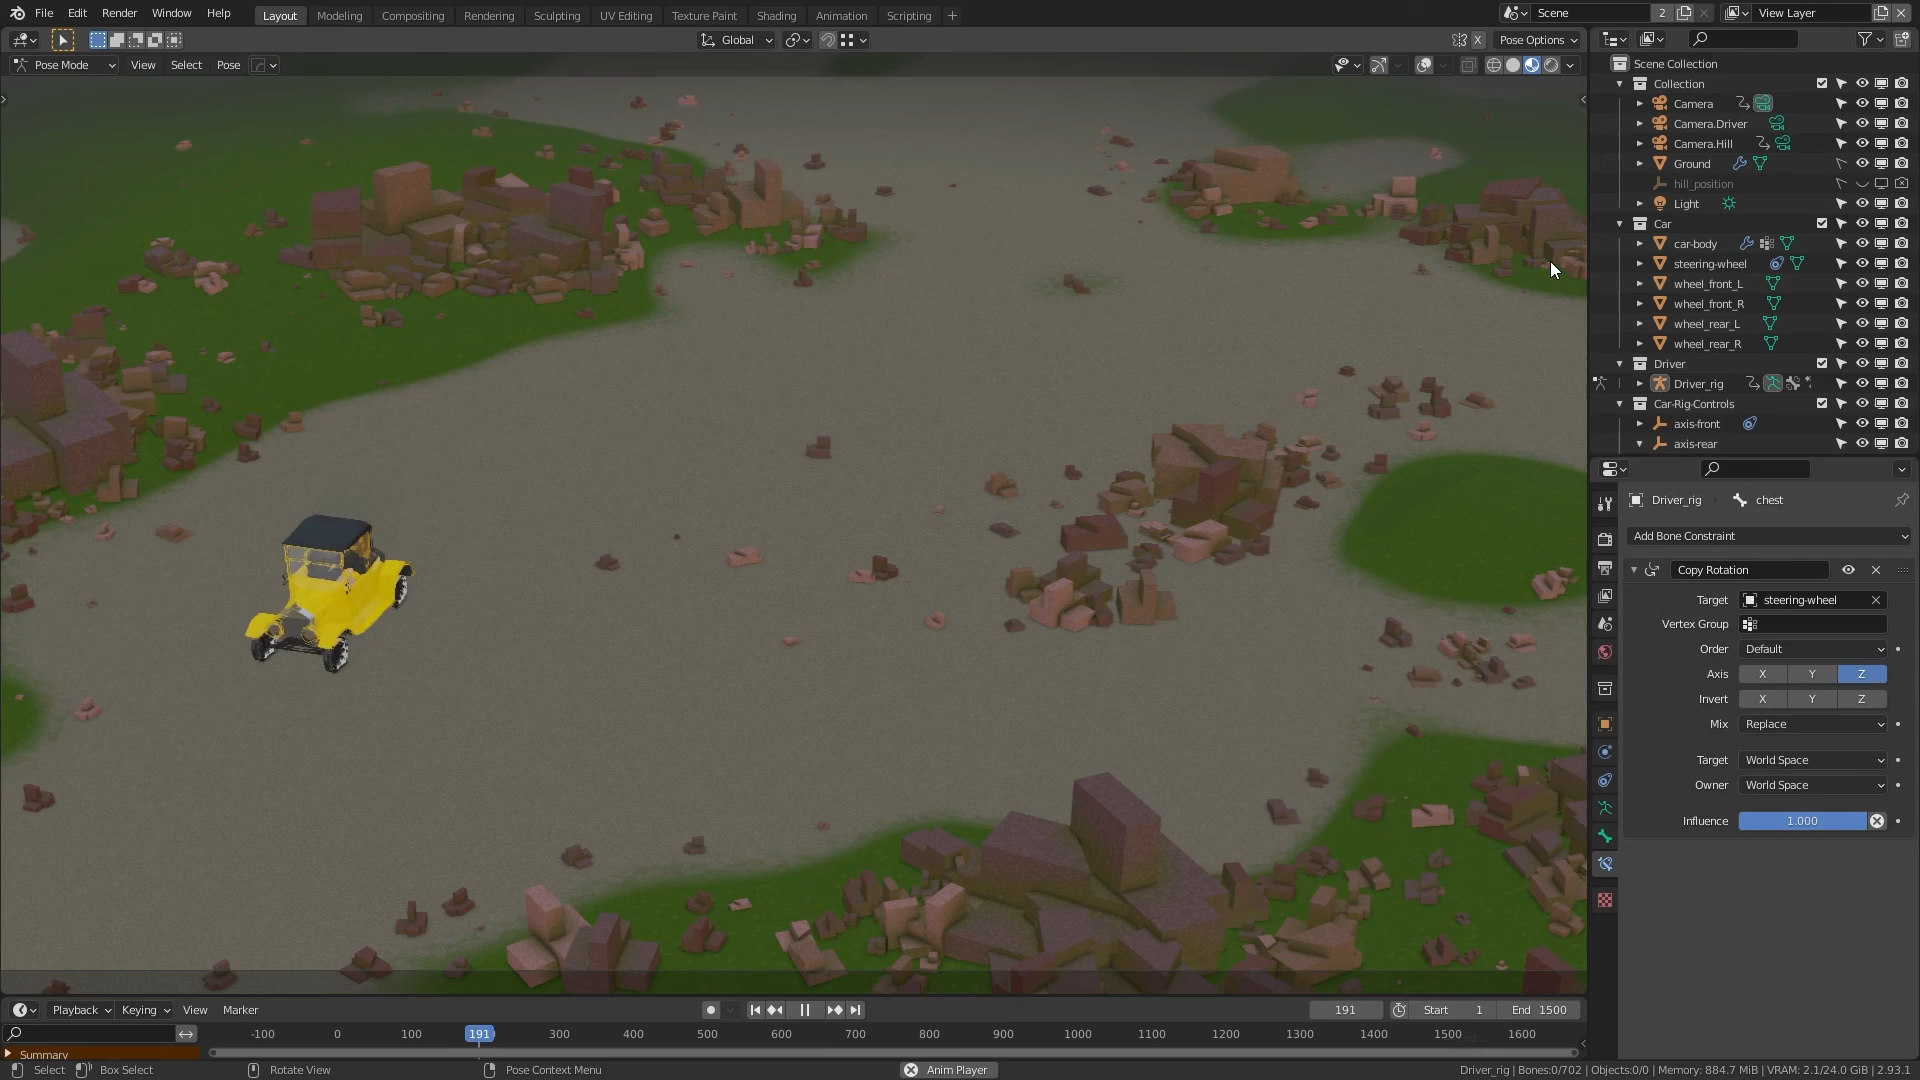 File Edit Render Window Help Layout Modeling Compositing Rendering Sculpting UV Editing Texture Paint Shading Animation Scripting Scene 2 View Layer
Global Pose Options X
Pose Mode View Select Pose
Scene Collection
Collection
Camera
Camera.Driver
Camera.Hill
Ground
hill_position
Light
Car
car-body
steering-wheel
wheel_front_L
wheel_front_R
wheel_rear_L
wheel_rear_R
Driver
Driver_rig
Car-Rig-Controls
axis-front
axis-rear
Driver_rig chest
Add Bone Constraint
Copy Rotation
Target steering-wheel
Vertex Group
Order Default
Axis X Y Z
Invert X Y Z
Mix Replace
Target World Space
Owner World Space
Influence 1.000
Playback Keying View Marker 191 Start 1 End 1500
-100 0 100 191 300 400 500 600 700 800 900 1000 1100 1200 1300 1400 1500 1600
Summary
Select Box Select Rotate View Pose Context Menu Anim Player Driver_rig | Bones:0/702 | Objects:0/0 | Memory: 884.7 MiB | VRAM: 2.1/24.0 GiB | 2.93.1